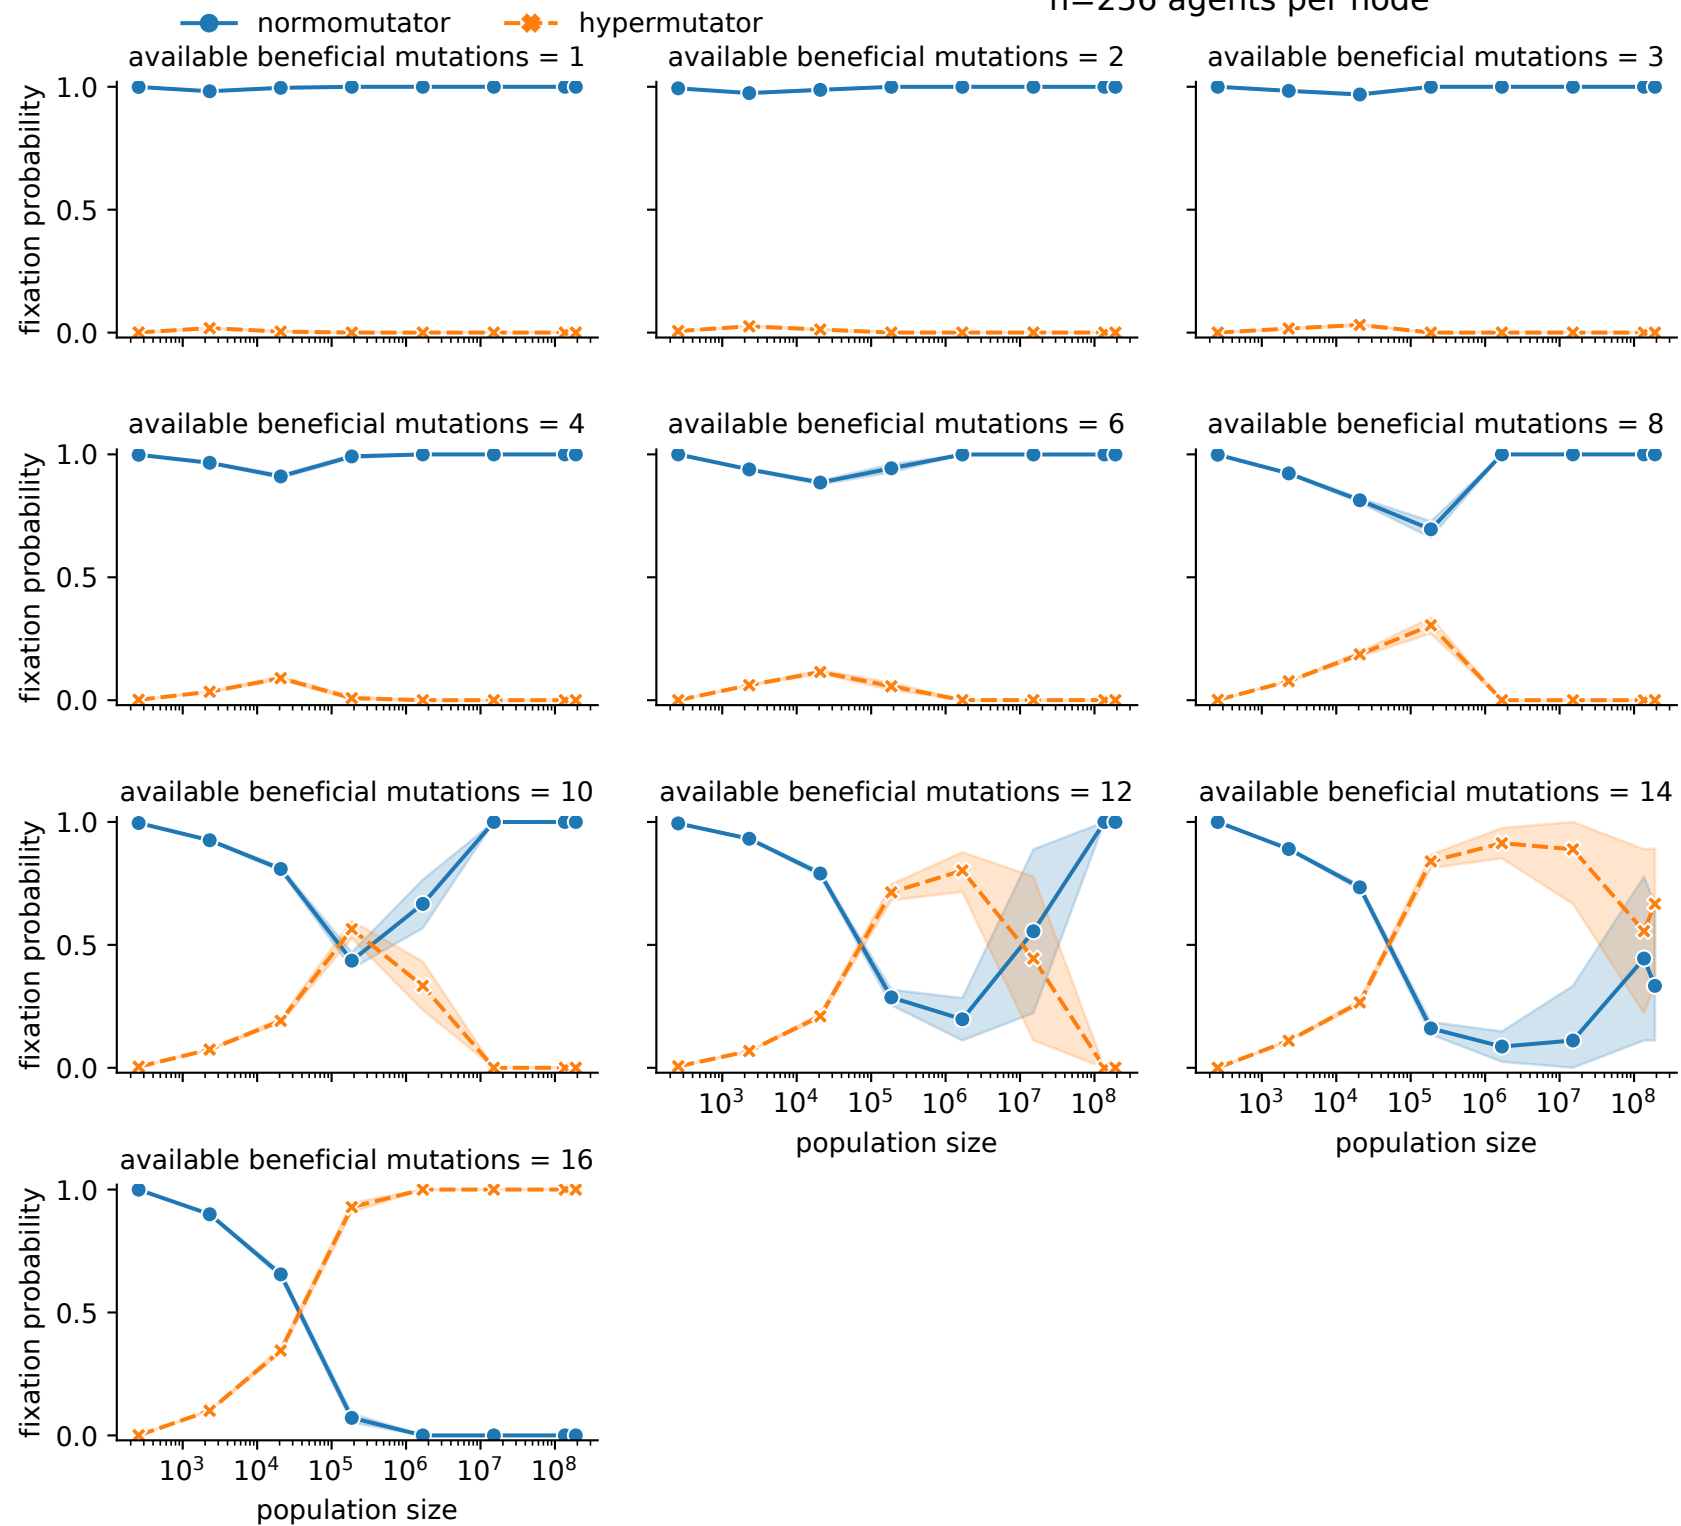 n=256 agents per node
normomutator hypermutator
available beneficial mutations = 1
available beneficial mutations = 2
available beneficial mutations = 3
fixation probability
1.0
0.5
0.0
available beneficial mutations = 4
available beneficial mutations = 6
available beneficial mutations = 8
fixation probability
1.0
0.5
0.0
available beneficial mutations = 10
available beneficial mutations = 12
available beneficial mutations = 14
fixation probability
1.0
0.5
0.0
10³ 10⁴ 10⁵ 10⁶ 10⁷ 10⁸
population size
10³ 10⁴ 10⁵ 10⁶ 10⁷ 10⁸
population size
available beneficial mutations = 16
fixation probability
1.0
0.5
0.0
10³ 10⁴ 10⁵ 10⁶ 10⁷ 10⁸
population size